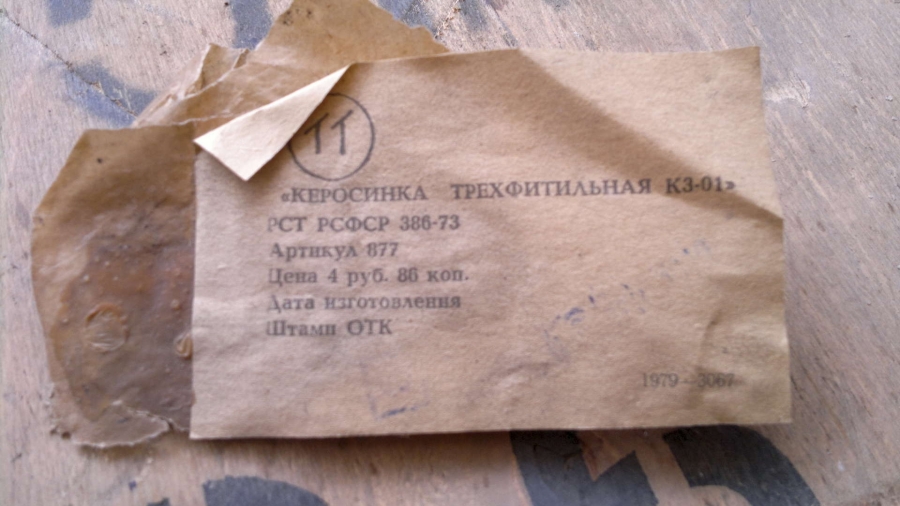 ТТ
«КЕРОСИНКА ТРЕХФИТИЛЬНАЯ КЗ-01»
РСТ РСФСР 386-73
Артикул 877
Цена 4 руб. 86 коп.
Дата изготовления
Штамп ОТК
1979—3067